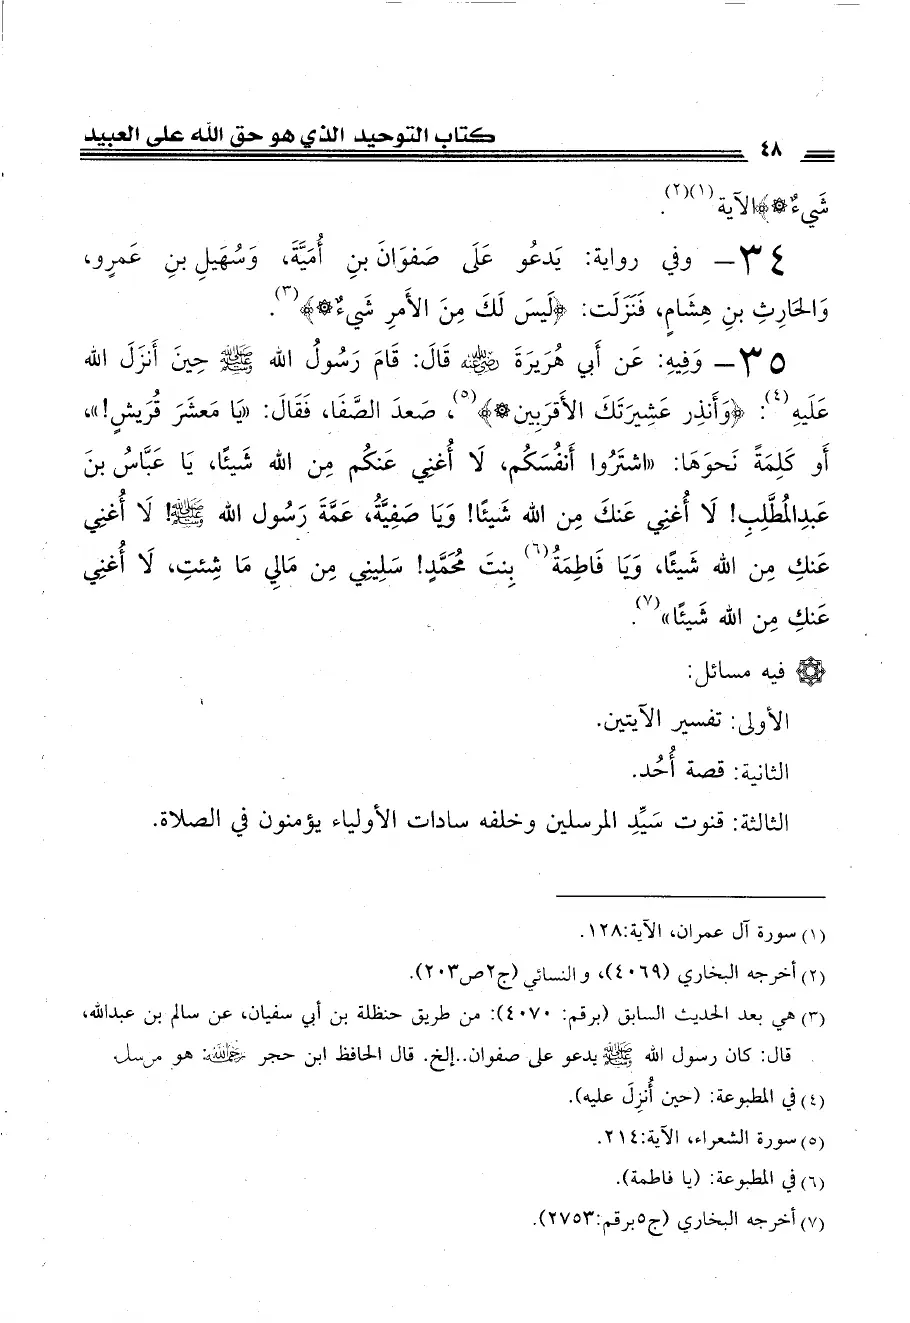 ٤٨ كتاب التوحيد الذي هو حق الله على العبيد
شَيءٌ۞﴾الآية(١)(٢).
٣٤ــ وفي رواية: يَدعُو عَلَى صَفوَانَ بنِ أُمَيَّةَ، وَسُهَيلِ بنِ عَمرٍو،
وَالحَارِثِ بنِ هِشَامٍ، فَنَزَلَت: ﴿لَيسَ لَكَ مِنَ الأَمرِ شَيءٌ۞﴾(٣).
٣٥ــ وَفِيهِ: عَن أَبي هُرَيرَةَ رضي الله عنه قَالَ: قَامَ رَسُولُ الله ﷺ حِينَ أَنزَلَ الله
عَلَيهِ(٤): ﴿وَأَنذِر عَشِيرَتَكَ الأَقرَبِين۞﴾(٥)، صَعدَ الصَّفَا، فَقَالَ: «يَا مَعشَرَ قُرَيشٍ!»،
أَو كَلِمَةً نَحوَهَا: «اشتَرُوا أَنفُسَكُم، لَا أُغنِي عَنكُم مِن الله شَيئًا، يَا عَبَّاسُ بنَ
عَبدِالمُطَّلِبِ! لَا أُغنِي عَنكَ مِن الله شَيئًا! وَيَا صَفِيَّةُ، عَمَّةَ رَسُول الله ﷺ! لَا أُغنِي
عَنكِ مِن الله شَيئًا، وَيَا فَاطِمَةُ(٦) بِنتَ مُحَمَّدٍ! سَلِينِي مِن مَالِي مَا شِئتِ، لَا أُغنِي
عَنكِ مِن الله شَيئًا»(٧).
فيه مسائل:
الأولى: تفسير الآيتين.
الثانية: قصة أُحُد.
الثالثة: قنوت سَيِّدِ المرسلين وخلفه سادات الأولياء يؤمنون في الصلاة.
(١) سورة آل عمران، الآية:١٢٨.
(٢) أخرجه البخاري (٤٠٦٩)، والنسائي (ج٢ص٢٠٣).
(٣) هي بعد الحديث السابق (برقم: ٤٠٧٠): من طريق حنظلة بن أبي سفيان، عن سالم بن عبدالله،
قال: كان رسول الله ﷺ يدعو على صفوان..إلخ. قال الحافظ ابن حجر رحمه الله: هو مرسل.
(٤) في المطبوعة: (حين أُنزِلَ عليه).
(٥) سورة الشعراء، الآية:٢١٤.
(٦) في المطبوعة: (يا فاطمة).
(٧) أخرجه البخاري (ج٥برقم:٢٧٥٣).